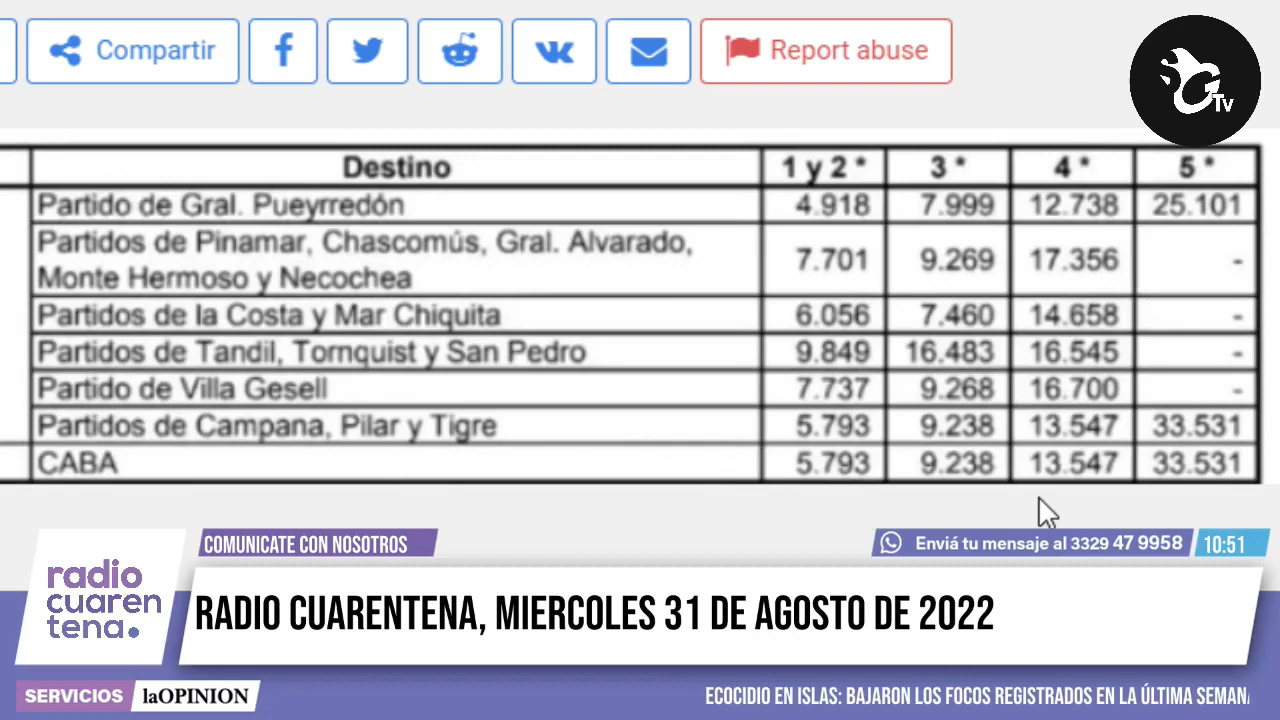 Compartir
Report abuse
G Tv
Destino 1 y 2 * 3 * 4 * 5 *
Partido de Gral. Pueyrredón 4.918 7.999 12.738 25.101
Partidos de Pinamar, Chascomús, Gral. Alvarado,
Monte Hermoso y Necochea 7.701 9.269 17.356 -
Partidos de la Costa y Mar Chiquita 6.056 7.460 14.658 -
Partidos de Tandil, Tornquist y San Pedro 9.849 16.483 16.545 -
Partido de Villa Gesell 7.737 9.268 16.700 -
Partidos de Campana, Pilar y Tigre 5.793 9.238 13.547 33.531
CABA 5.793 9.238 13.547 33.531
COMUNICATE CON NOSOTROS
Enviá tu mensaje al 3329 47 9958
10:51
radio
cuaren
tena.
RADIO CUARENTENA, MIERCOLES 31 DE AGOSTO DE 2022
SERVICIOS laOPINION
ECOCIDIO EN ISLAS: BAJARON LOS FOCOS REGISTRADOS EN LA ÚLTIMA SEMAN